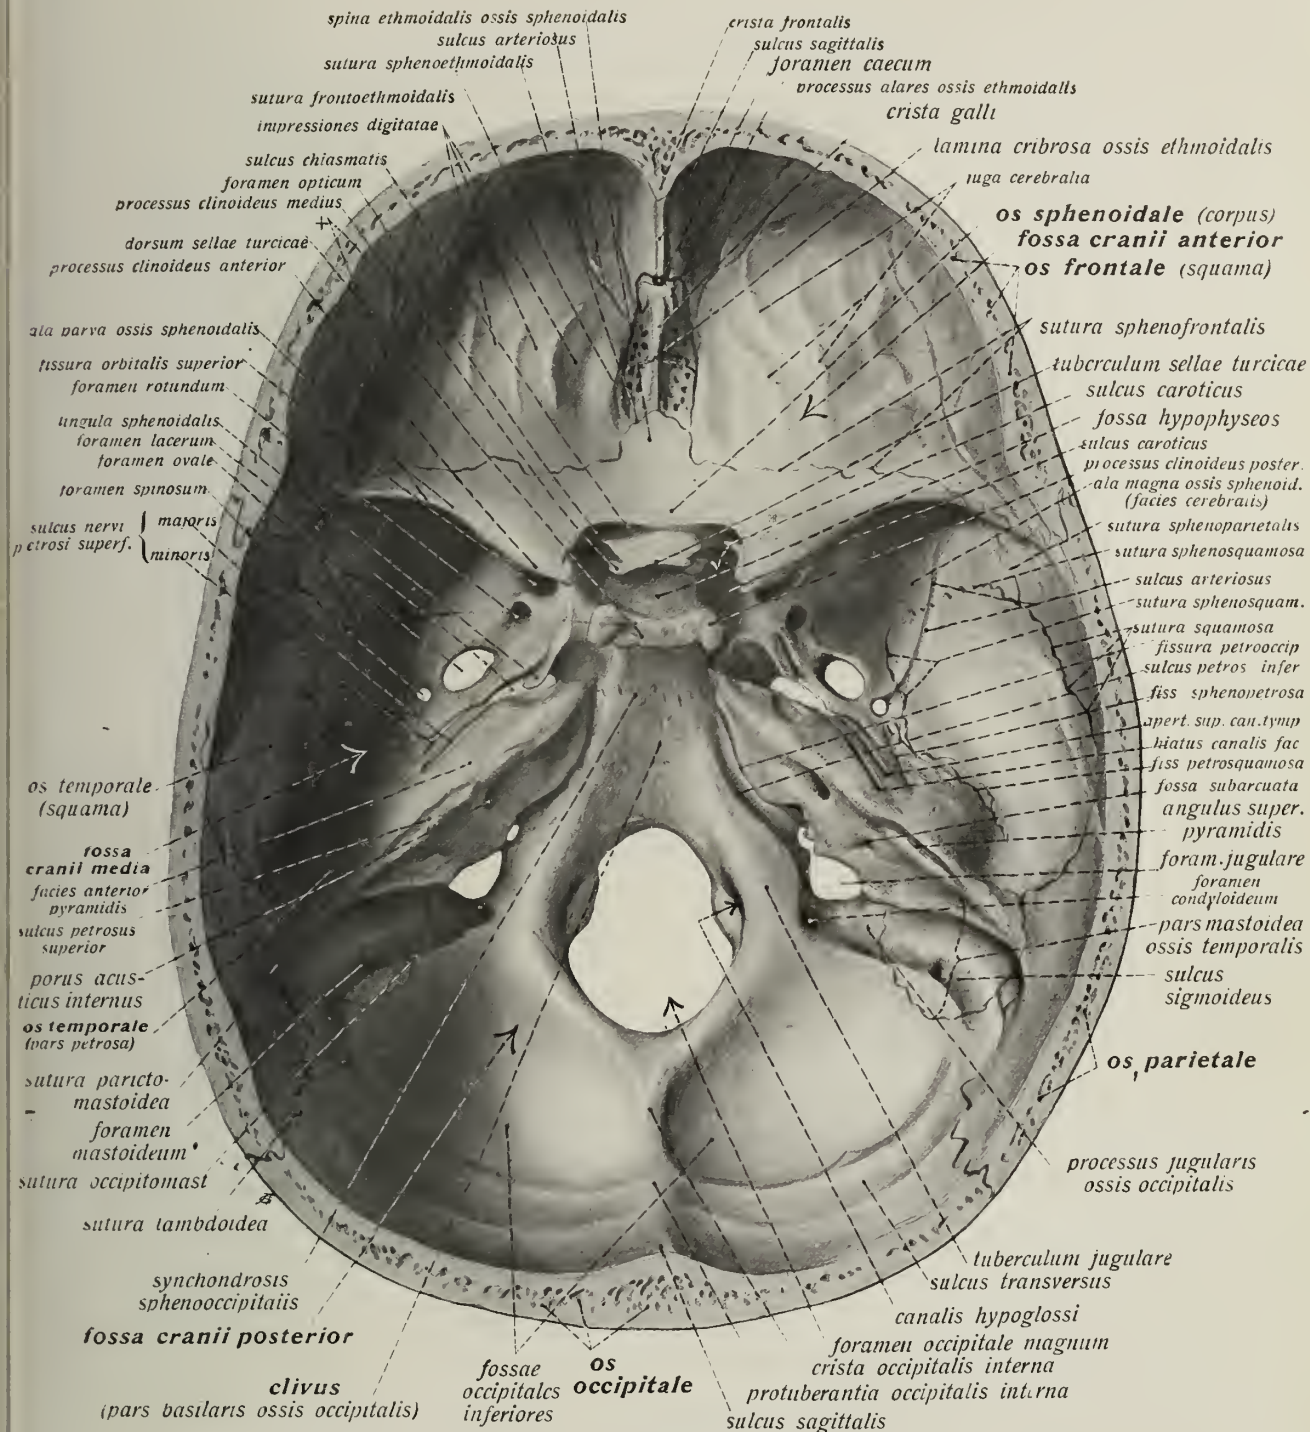 spina ethmoidalis ossis sphenoidalis
sulcus arteriosus
sutura sphenoethmoidalis
sutura frontoethmoidalis
impressiones digitatae
sulcus chiasmatis
foramen opticum
processus clinoideus medius
dorsum sellae turcicae
processus clinoideus anterior
ala parva ossis sphenoidalis
fissura orbitalis superior
foramen rotundum
lingula sphenoidalis
foramen lacerum
foramen ovale
foramen spinosum
sulcus nervi petrosi superf.
majoris
minoris
os temporale
(squama)
fossa
cranii media
facies anterior
pyramidis
sulcus petrosus
superior
porus acus-
ticus internus
os temporale
(pars petrosa)
sutura parieto-
mastoidea
foramen
mastoideum
sutura occipitomast
sutura lambdoidea
synchondrosis
sphenooccipitalis
fossa cranii posterior
clivus
(pars basilaris ossis occipitalis)
fossae
occipitales
inferiores
os
occipitale
crista frontalis
sulcus sagittalis
foramen caecum
processus alares ossis ethmoidalis
crista galli
lamina cribrosa ossis ethmoidalis
juga cerebralia
os sphenoidale (corpus)
fossa cranii anterior
os frontale (squama)
sutura sphenofrontalis
tuberculum sellae turcicae
sulcus caroticus
fossa hypophyseos
sulcus caroticus
processus clinoideus poster.
ala magna ossis sphenoid.
(facies cerebralis)
sutura sphenoparietalis
sutura sphenosquamosa
sulcus arteriosus
sutura sphenosquam.
sutura squamosa
fissura petrooccip
sulcus petros infer
fiss sphenopetrosa
apert. sup. can. tymp
hiatus canalis fac
fiss petrosquamosa
fossa subarcuata
angulus super.
pyramidis
foram. jugulare
foramen
condyloideum
pars mastoidea
ossis temporalis
sulcus
sigmoideus
os parietale
processus jugularis
ossis occipitalis
tuberculum jugulare
sulcus transversus
canalis hypoglossi
foramen occipitale magnum
crista occipitalis interna
protuberantia occipitalis interna
sulcus sagittalis